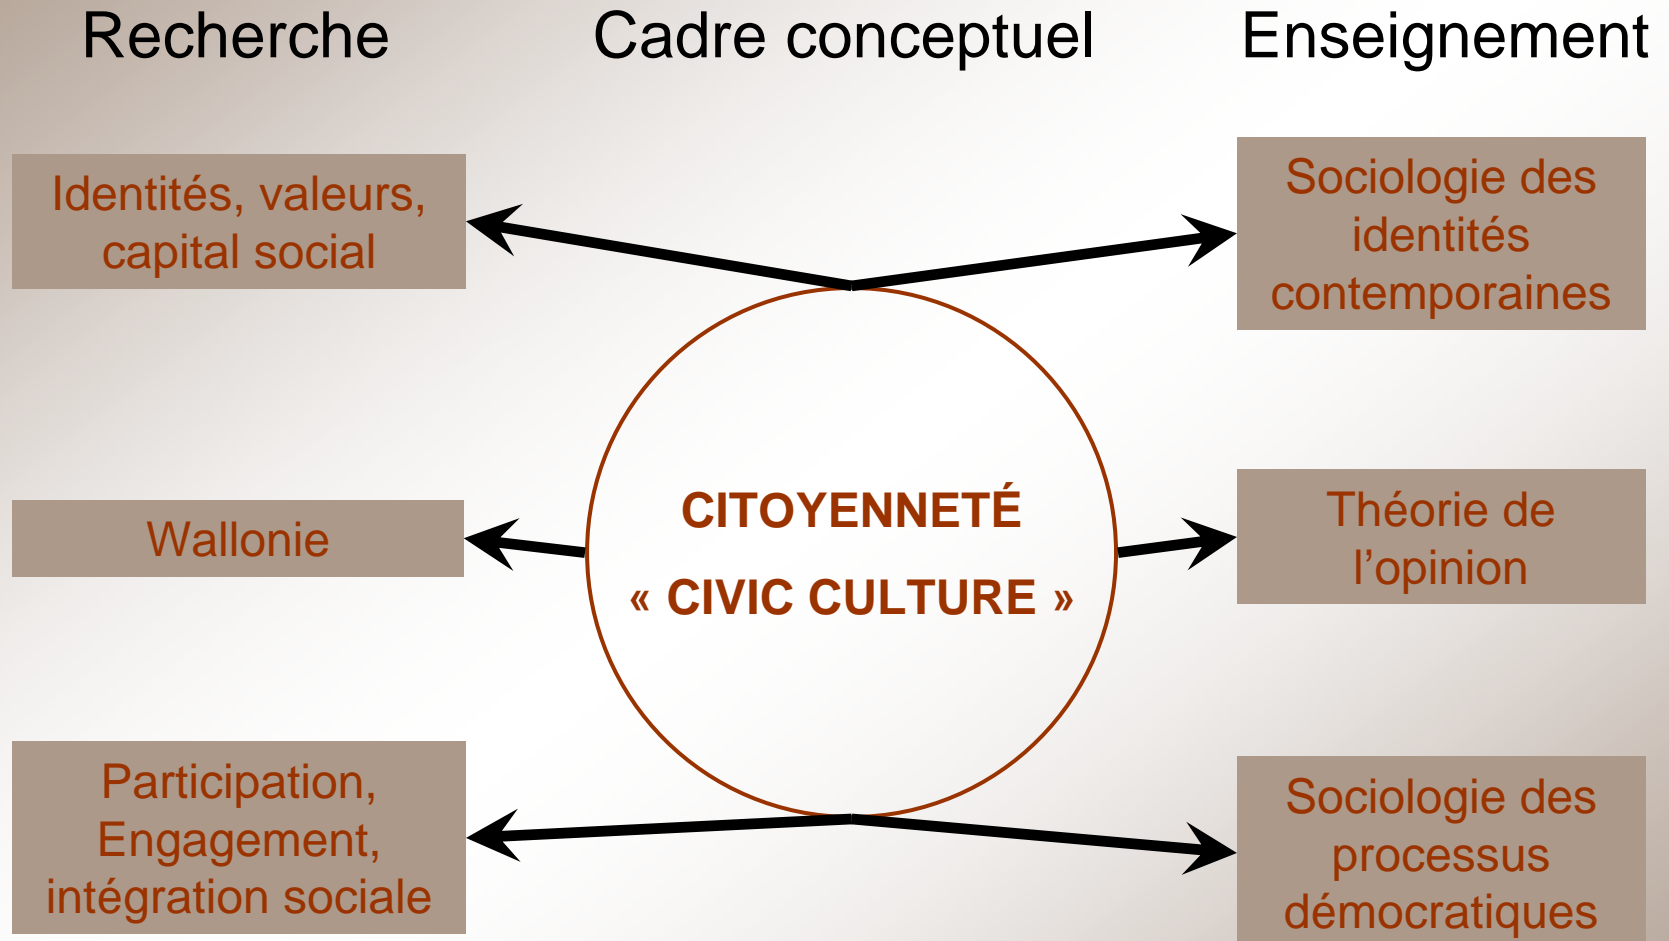 Recherche
Cadre conceptuel
Enseignement
Identités, valeurs,
capital social
Wallonie
Participation,
Engagement,
intégration sociale
CITOYENNETÉ
« CIVIC CULTURE »
Sociologie des
identités
contemporaines
Théorie de
l’opinion
Sociologie des
processus
démocratiques